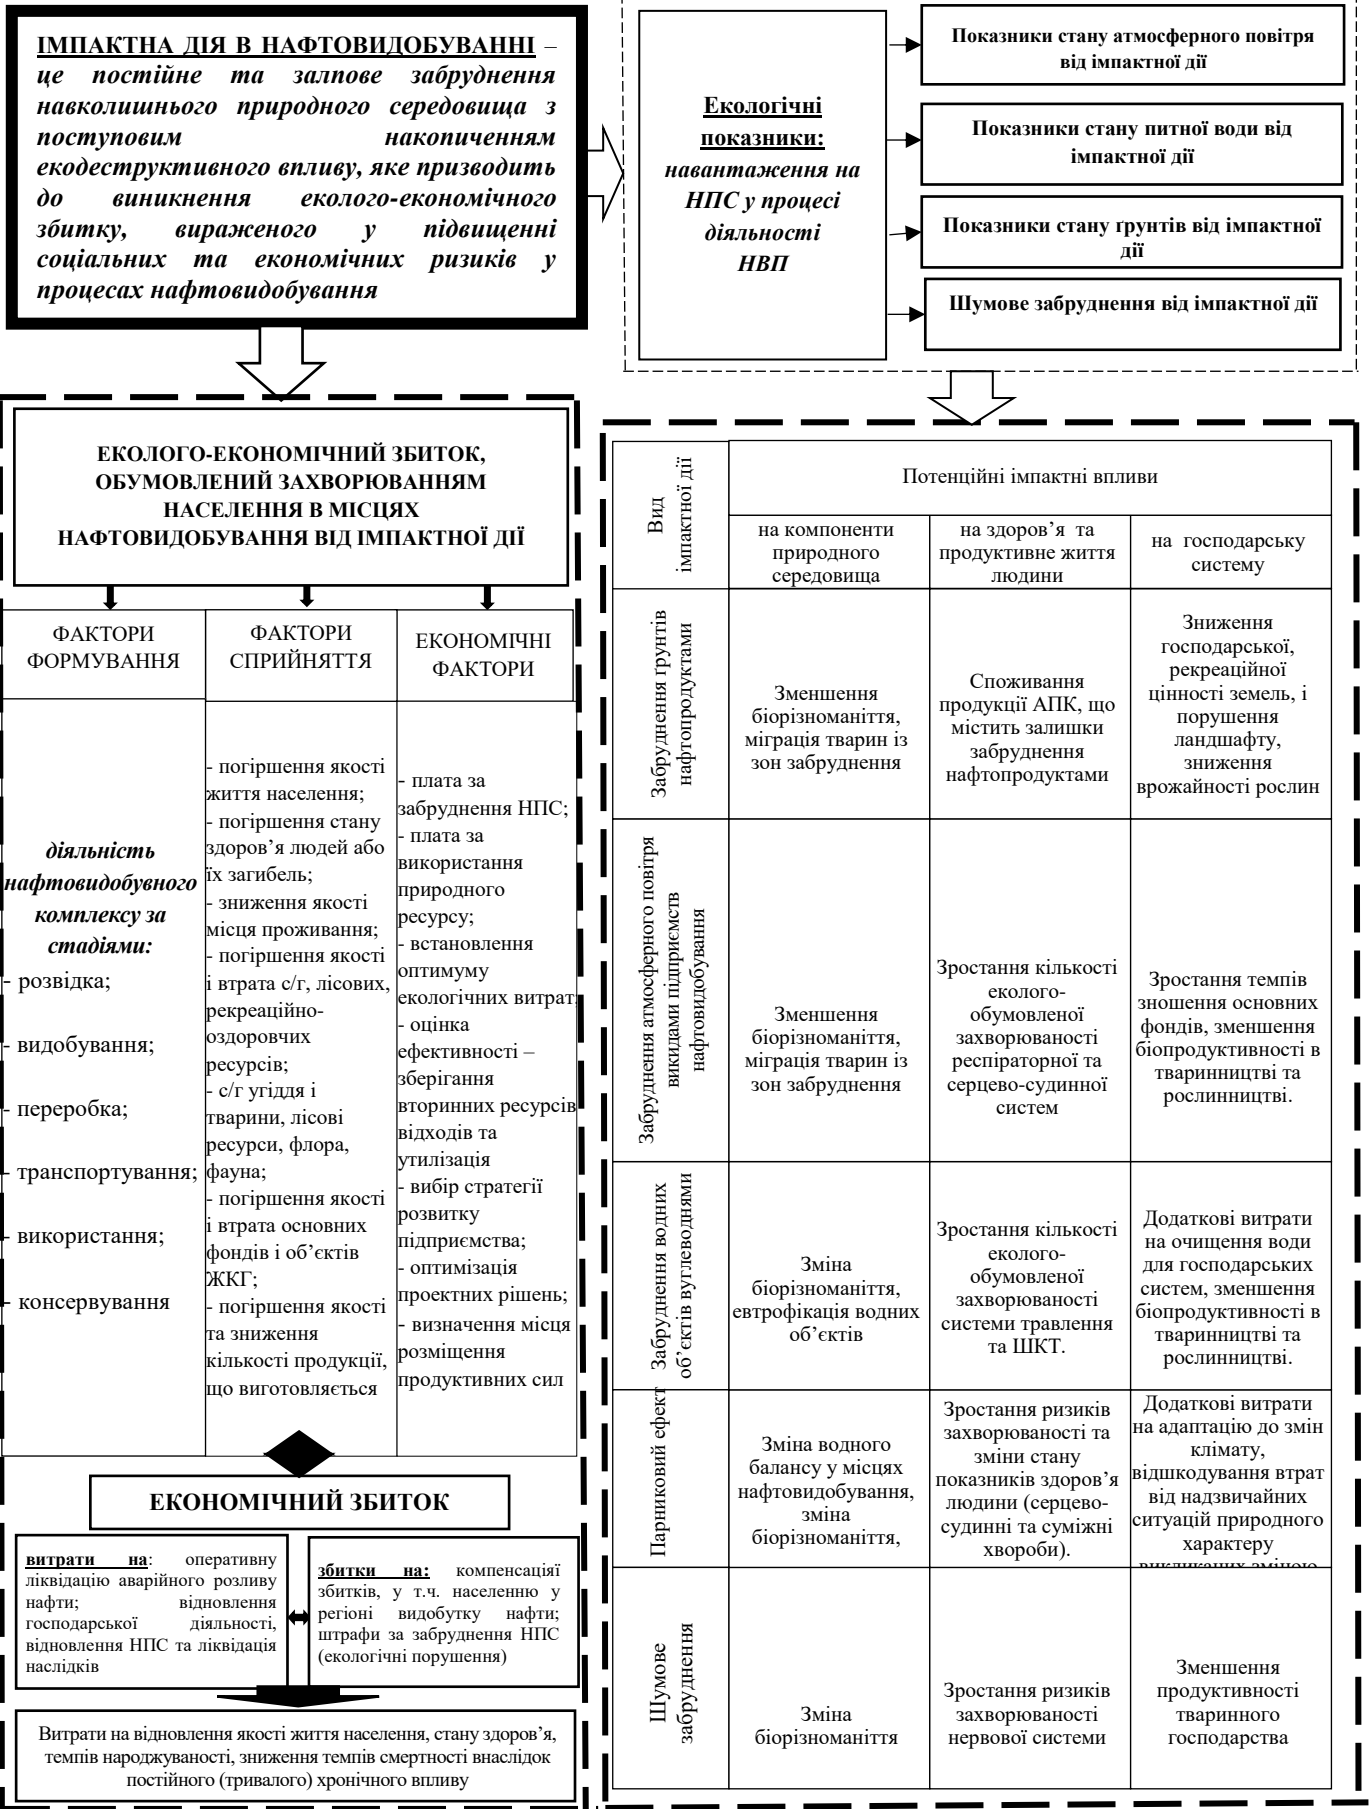 ІМПАКТНА ДІЯ В НАФТОВИДОБУВАННІ –
це постійне та залпове забруднення
навколишнього природного середовища з
поступовим накопиченням
екодеструктивного впливу, яке призводить
до виникнення еколого-економічного
збитку, вираженого у підвищенні
соціальних та економічних ризиків у
процесах нафтовидобування
Екологічні
показники:
навантаження на
НПС у процесі
діяльності
НВП
Показники стану атмосферного повітря
від імпактної дії
Показники стану питної води від
імпактної дії
Показники стану ґрунтів від імпактної
дії
Шумове забруднення від імпактної дії
ЕКОЛОГО-ЕКОНОМІЧНИЙ ЗБИТОК,
ОБУМОВЛЕНИЙ ЗАХВОРЮВАННЯМ
НАСЕЛЕННЯ В МІСЦЯХ
НАФТОВИДОБУВАННЯ ВІД ІМПАКТНОЇ ДІЇ
ФАКТОРИ
ФОРМУВАННЯ
діяльність
нафтовидобувного
комплексу за
стадіями:
- розвідка;
- видобування;
- переробка;
- транспортування;
- використання;
- консервування
ФАКТОРИ
СПРИЙНЯТТЯ
- погіршення якості
життя населення;
- погіршення стану
здоров’я людей або
їх загибель;
- зниження якості
місця проживання;
- погіршення якості
і втрата с/г, лісових,
рекреаційно-
оздоровчих
ресурсів;
- с/г угіддя і
тварини, лісові
ресурси, флора,
фауна;
- погіршення якості
і втрата основних
фондів і об’єктів
ЖКГ;
- погіршення якості
та зниження
кількості продукції,
що виготовляється
ЕКОНОМІЧНІ
ФАКТОРИ
- плата за
забруднення НПС;
- плата за
використання
природного
ресурсу;
- встановлення
оптимуму
екологічних витрат;
- оцінка
ефективності –
зберігання
вторинних ресурсів
відходів та
утилізація
- вибір стратегії
розвитку
підприємства;
- оптимізація
проектних рішень;
- визначення місця
розміщення
продуктивних сил
ЕКОНОМІЧНИЙ ЗБИТОК
витрати на: оперативну
ліквідацію аварійного розливу
нафти; відновлення
господарської діяльності,
відновлення НПС та ліквідація
наслідків
збитки на: компенсаціяї
збитків, у т.ч. населенню у
регіоні видобутку нафти;
штрафи за забруднення НПС
(екологічні порушення)
Витрати на відновлення якості життя населення, стану здоров’я,
темпів народжуваності, зниження темпів смертності внаслідок
постійного (тривалого) хронічного впливу
Вид
імпактної дії
Потенційні імпактні впливи
на компоненти
природного
середовища
на здоров’я та
продуктивне життя
людини
на господарську
систему
Забруднення ґрунтів
нафтопродуктами
Зменшення
біорізноманіття,
міграція тварин із
зон забруднення
Споживання
продукції АПК, що
містить залишки
забруднення
нафтопродуктами
Зниження
господарської,
рекреаційної
цінності земель, і
порушення
ландшафту,
зниження
врожайності рослин
Забруднення атмосферного повітря
викидами підприємств
нафтовидобування
Зменшення
біорізноманіття,
міграція тварин із
зон забруднення
Зростання кількості
еколого-
обумовленої
захворюваності
респіраторної та
серцево-судинної
систем
Зростання темпів
зношення основних
фондів, зменшення
біопродуктивності в
тваринництві та
рослинництві.
Забруднення водних
об’єктів вуглеводнями
Зміна
біорізноманіття,
евтрофікація водних
об’єктів
Зростання кількості
еколого-
обумовленої
захворюваності
системи травлення
та ШКТ.
Додаткові витрати
на очищення води
для господарських
систем, зменшення
біопродуктивності в
тваринництві та
рослинництві.
Парниковий ефект
Зміна водного
балансу у місцях
нафтовидобування,
зміна
біорізноманіття,
Зростання ризиків
захворюваності та
зміни стану
показників здоров’я
людини (серцево-
судинні та суміжні
хвороби).
Додаткові витрати
на адаптацію до змін
клімату,
відшкодування втрат
від надзвичайних
ситуацій природного
характеру
викликаних зміною
Шумове
забруднення
Зміна
біорізноманіття
Зростання ризиків
захворюваності
нервової системи
Зменшення
продуктивності
тваринного
господарства